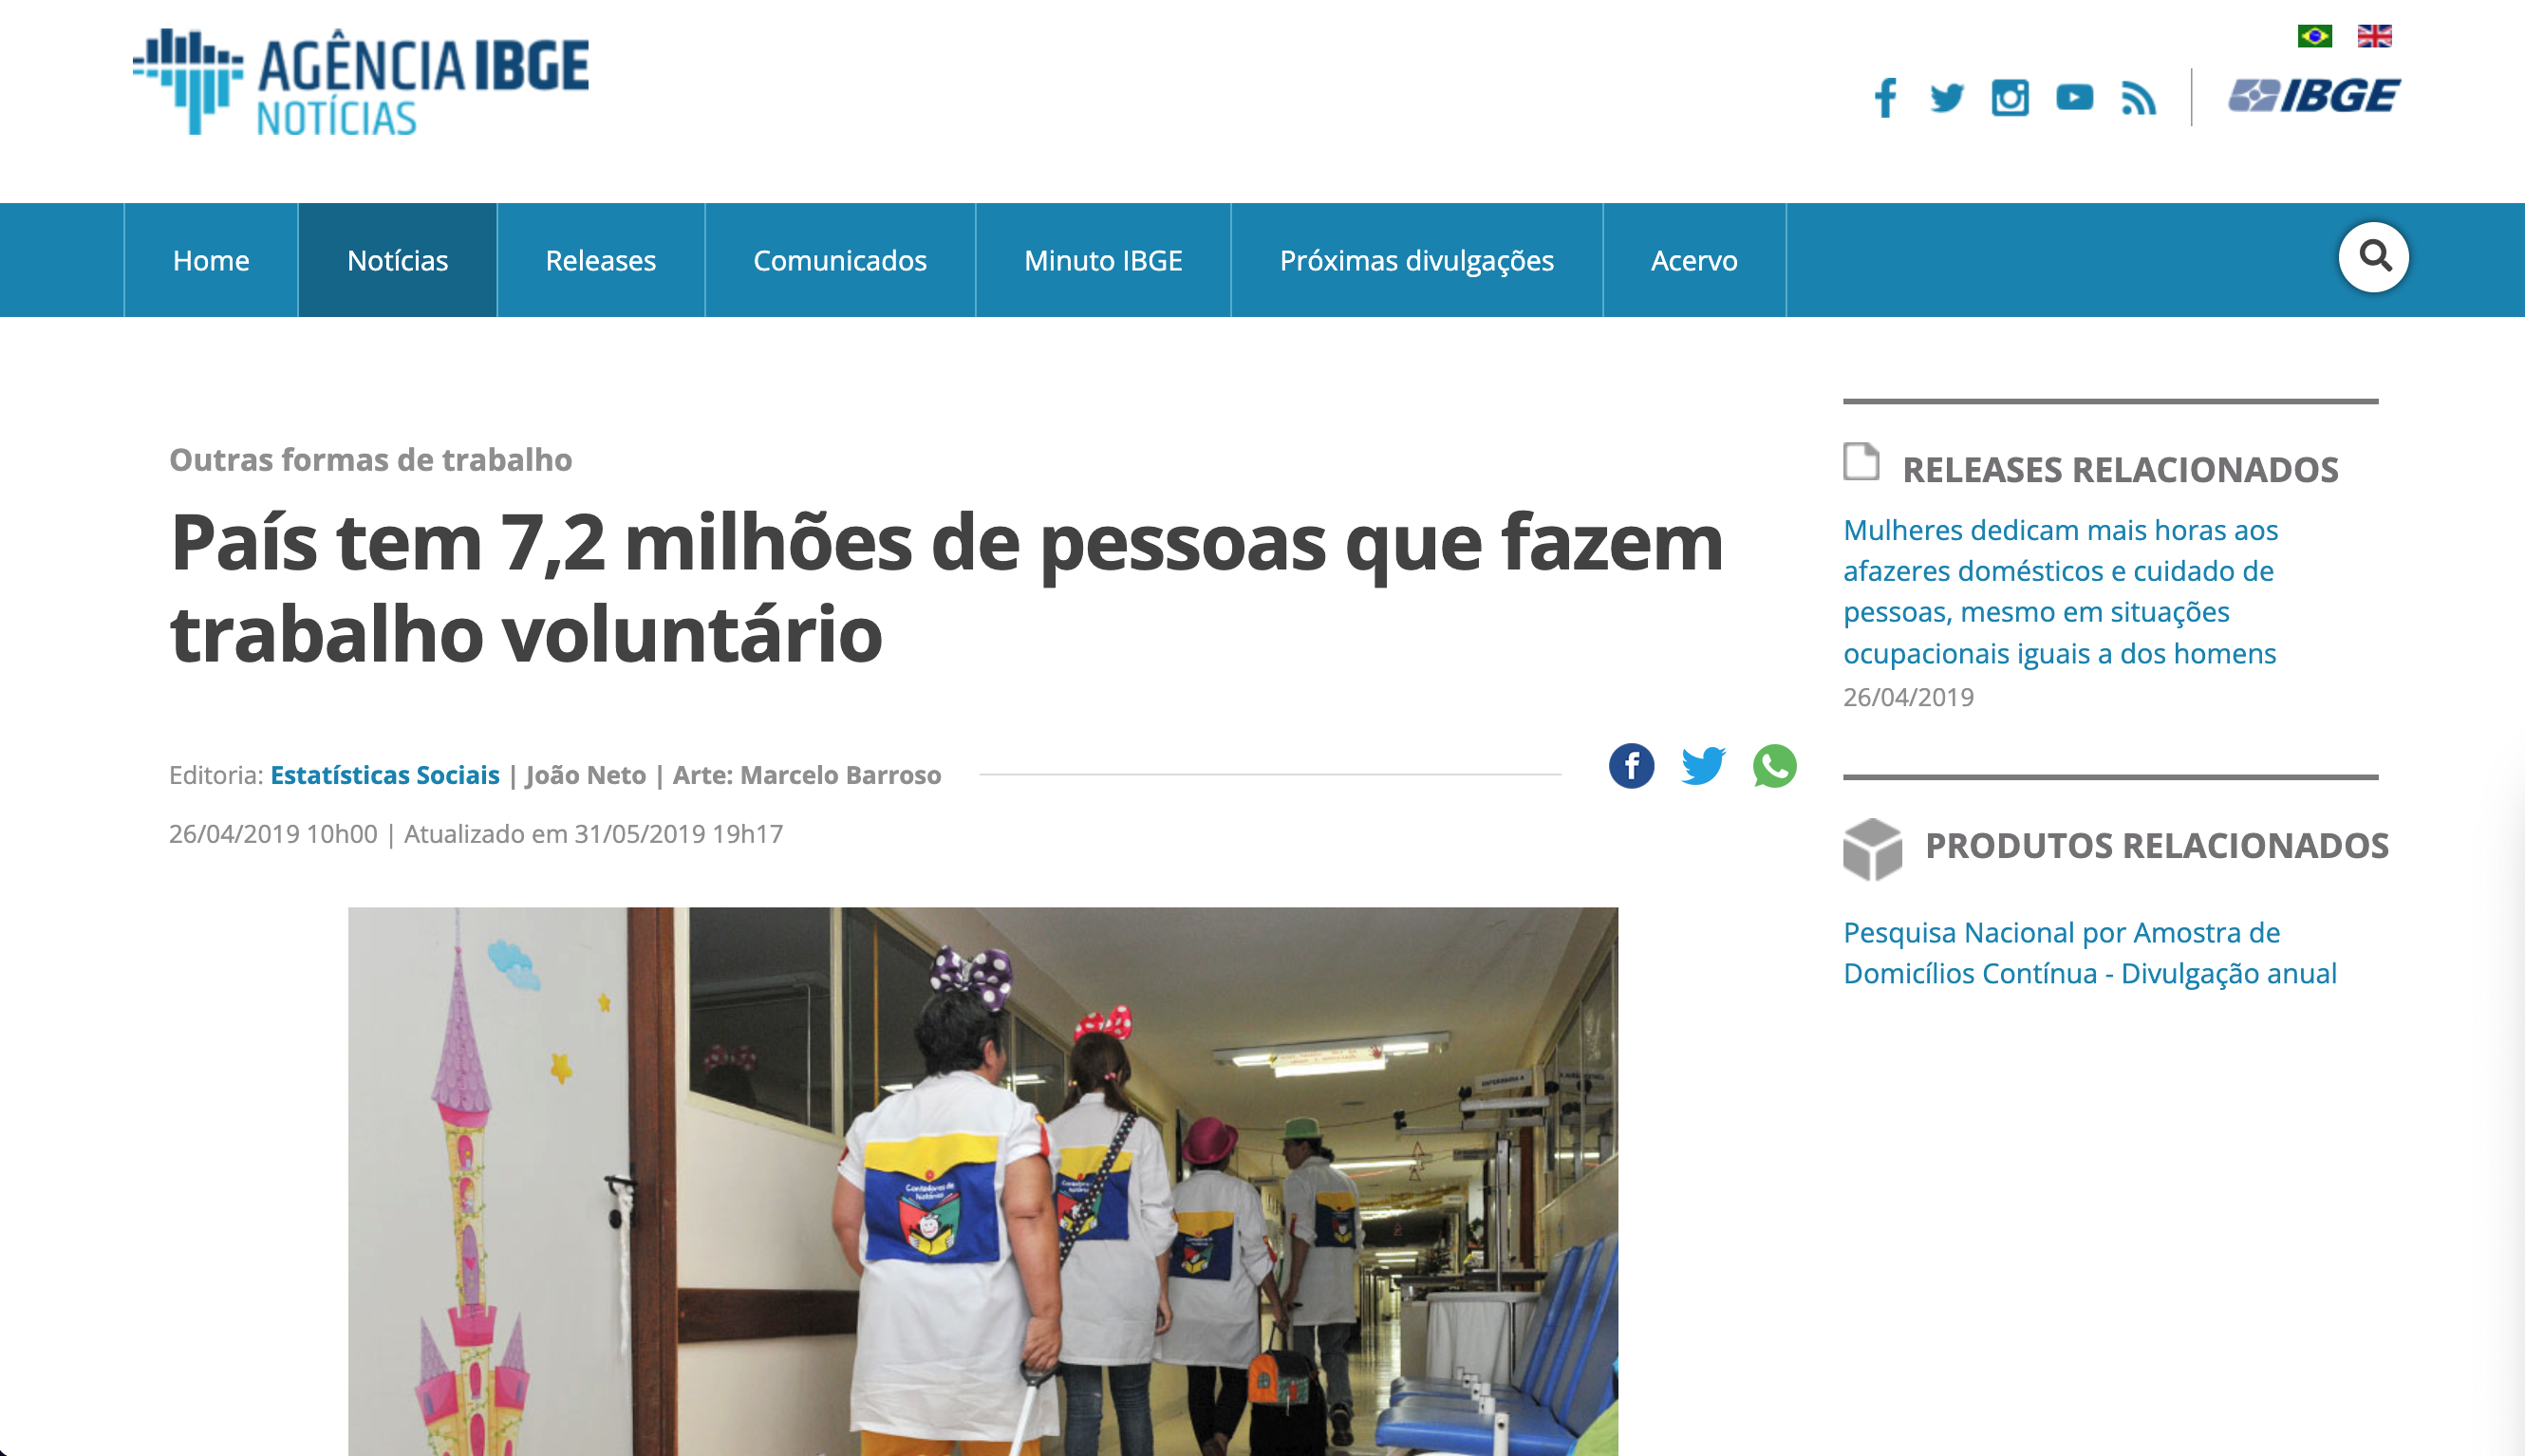 AGÊNCIA IBGE
NOTÍCIAS
IBGE
Home
Notícias
Releases
Comunicados
Minuto IBGE
Próximas divulgações
Acervo
Outras formas de trabalho
País tem 7,2 milhões de pessoas que fazem
trabalho voluntário
Editoria: Estatísticas Sociais | João Neto | Arte: Marcelo Barroso
26/04/2019 10h00 | Atualizado em 31/05/2019 19h17
Contadores de
histórias
RELEASES RELACIONADOS
Mulheres dedicam mais horas aos
afazeres domésticos e cuidado de
pessoas, mesmo em situações
ocupacionais iguais a dos homens
26/04/2019
PRODUTOS RELACIONADOS
Pesquisa Nacional por Amostra de
Domicílios Contínua - Divulgação anual